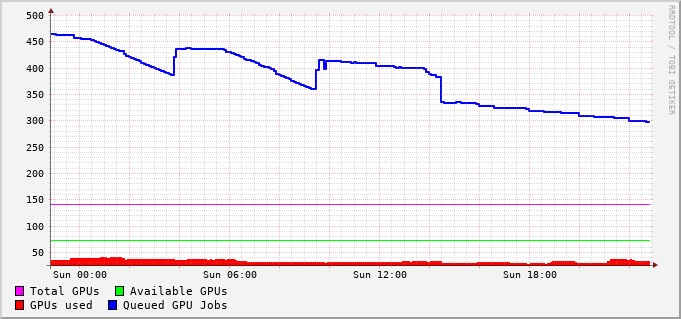 500
450
400
350
300
250
200
150
100
50
Sun 00:00 Sun 06:00 Sun 12:00 Sun 18:00
Total GPUs Available GPUs
GPUs used Queued GPU Jobs
RRDTOOL / TOBI OETIKER